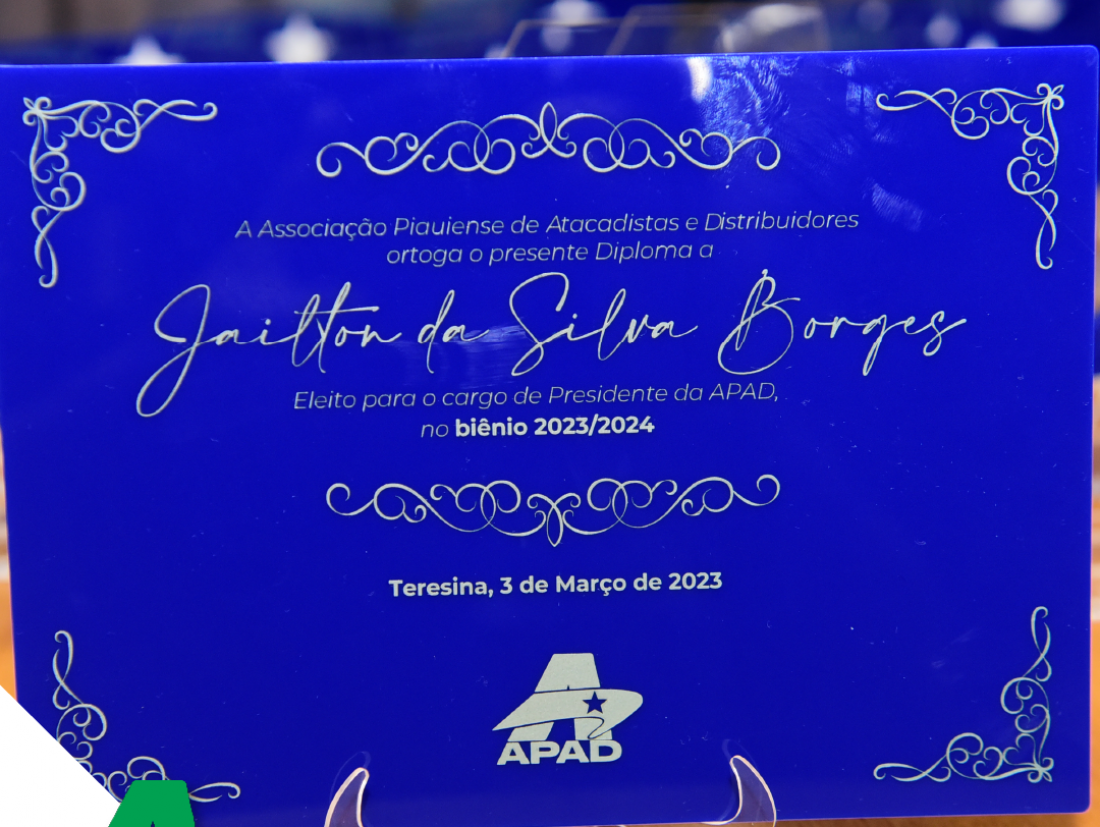 A Associação Piauiense de Atacadistas e Distribuidores
ortoga o presente Diploma a
Jailton da Silva Borges
Eleito para o cargo de Presidente da APAD,
no biênio 2023/2024
Teresina, 3 de Março de 2023
APAD